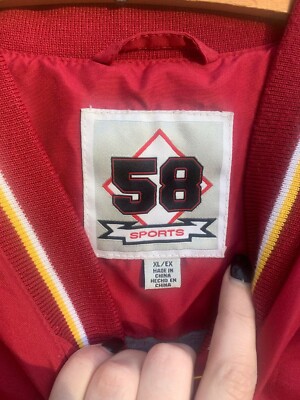 58
SPORTS
XL/EX
MADE IN
CHINA
HECHO EN
CHINA